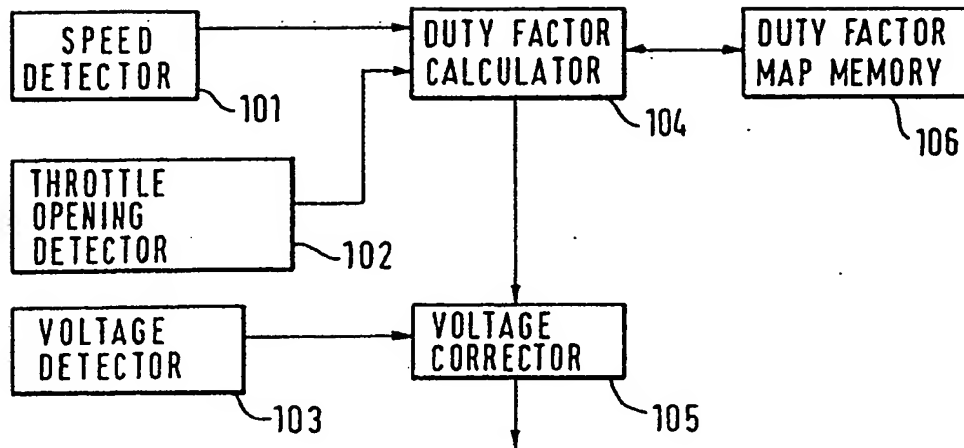 SPEED
DETECTOR
101
DUTY FACTOR
CALCULATOR
104
DUTY FACTOR
MAP MEMORY
106
THROTTLE
OPENING
DETECTOR
102
VOLTAGE
DETECTOR
103
VOLTAGE
CORRECTOR
105